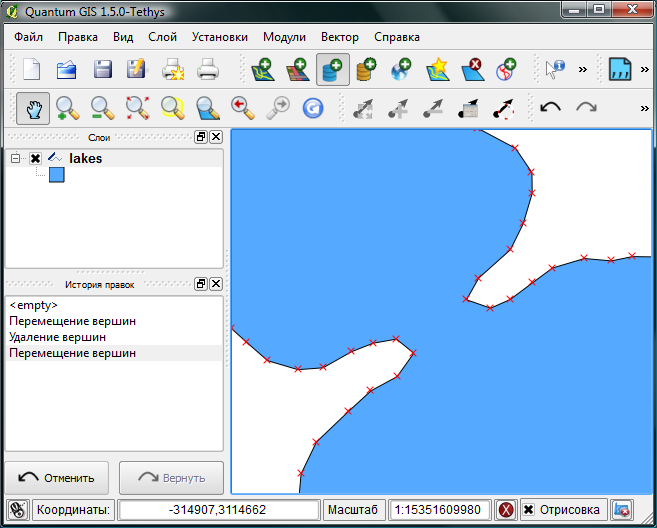 Quantum GIS 1.5.0-Tethys
Файл Правка Вид Слой Установки Модули Вектор Справка
Слои
lakes
История правок
<empty>
Перемещение вершин
Удаление вершин
Перемещение вершин
Отменить Вернуть
Координаты: -314907,3114662 Масштаб 1:15351609980 Отрисовка